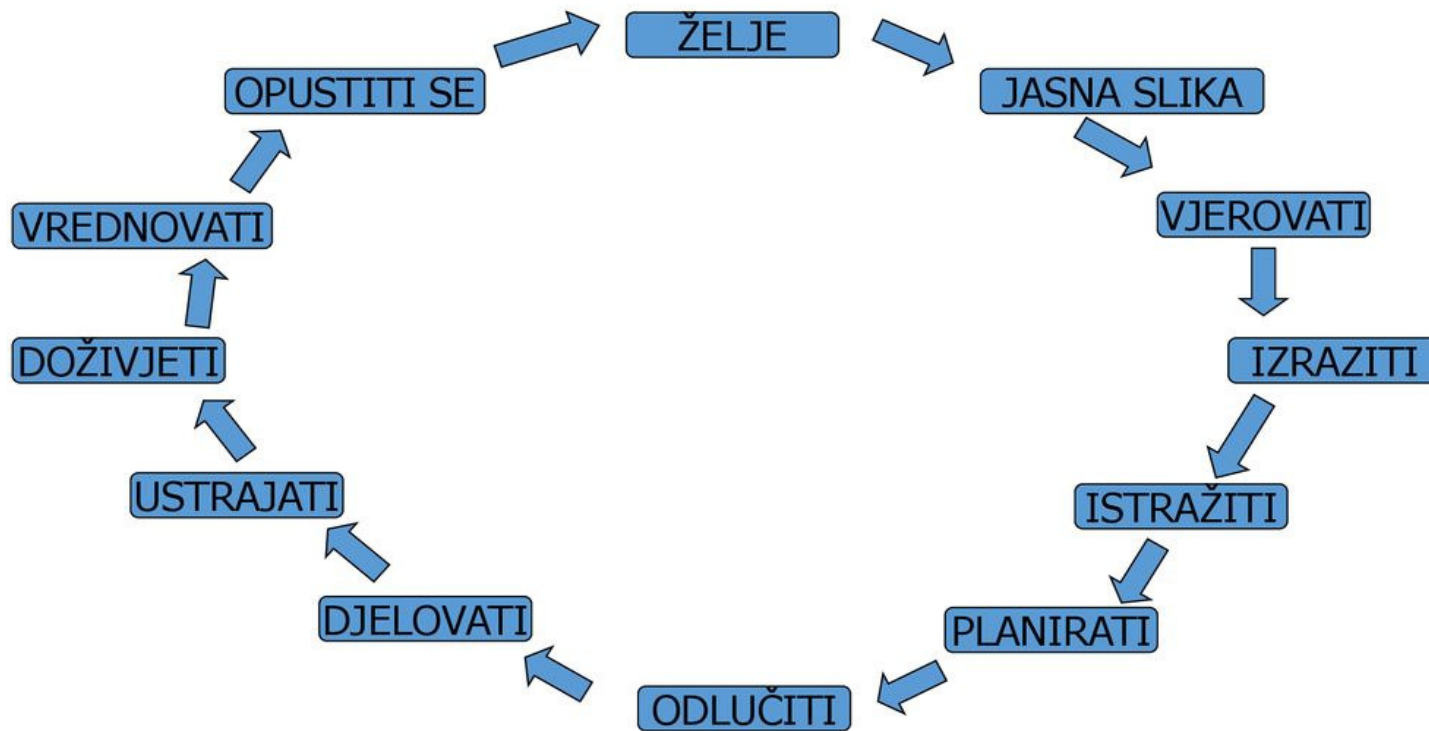 ŽELJE
JASNA SLIKA
VJEROVATI
IZRAZITI
ISTRAŽITI
PLANIRATI
ODLUČITI
DJELOVATI
USTRAJATI
DOŽIVJETI
VREDNOVATI
OPUSTITI SE